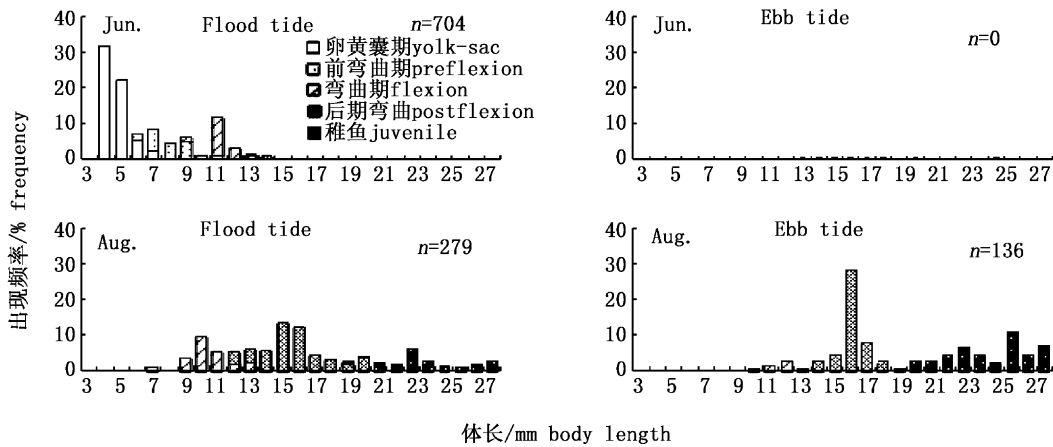 40 Jun. Flood tide n=704
30
20
10
0
卵黄囊期yolk-sac
前弯曲期preflexion
弯曲期flexion
后期弯曲postflexion
稚鱼juvenile
3 5 7 9 11 13 15 17 19 21 23 25 27
40 Jun. Ebb tide n=0
30
20
10
0
3 5 7 9 11 13 15 17 19 21 23 25 27
40 Aug. Flood tide n=279
30
20
10
0
3 5 7 9 11 13 15 17 19 21 23 25 27
40 Aug. Ebb tide n=136
30
20
10
0
3 5 7 9 11 13 15 17 19 21 23 25 27
出现频率/% frequency
体长/mm body length